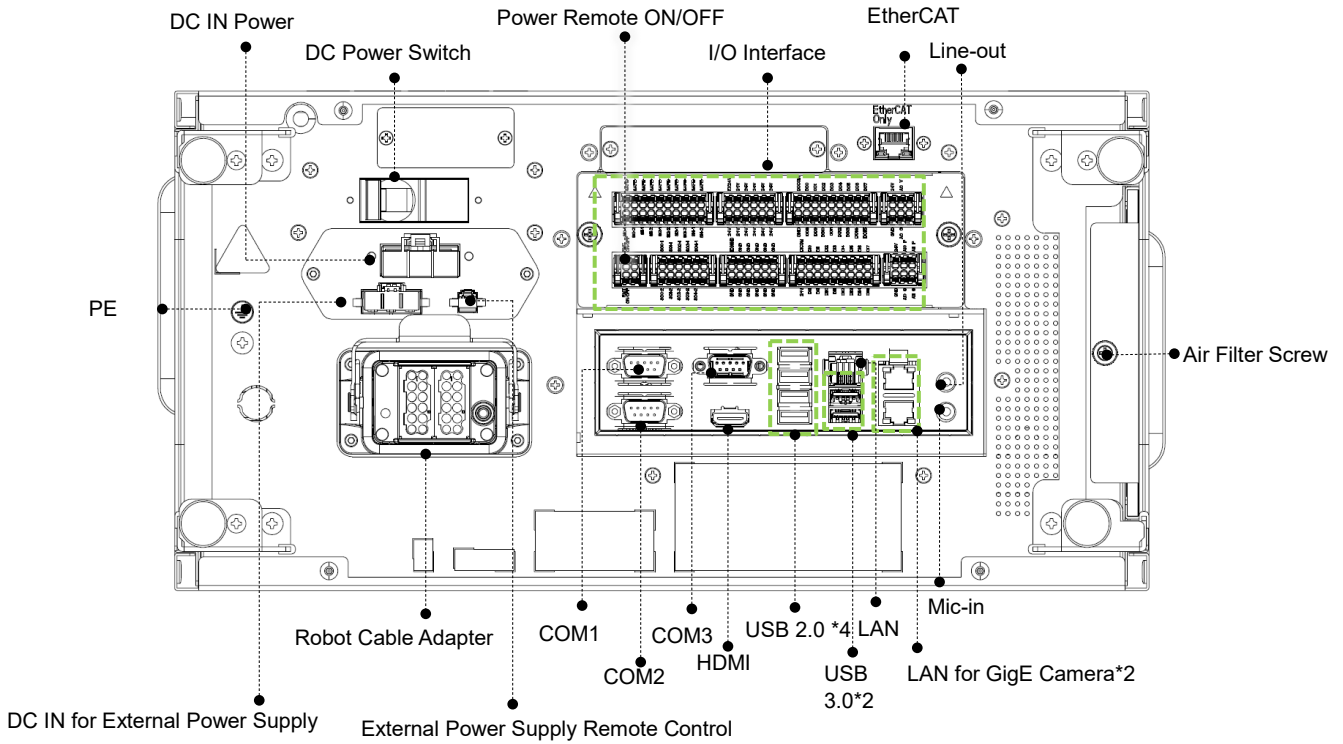 DC IN Power
Power Remote ON/OFF
EtherCAT
DC Power Switch
I/O Interface
Line-out
EtherCAT
Only
PE
Air Filter Screw
Mic-in
Robot Cable Adapter
COM1
COM3
USB 2.0 *4
LAN
COM2
HDMI
USB
3.0*2
LAN for GigE Camera*2
DC IN for External Power Supply
External Power Supply Remote Control